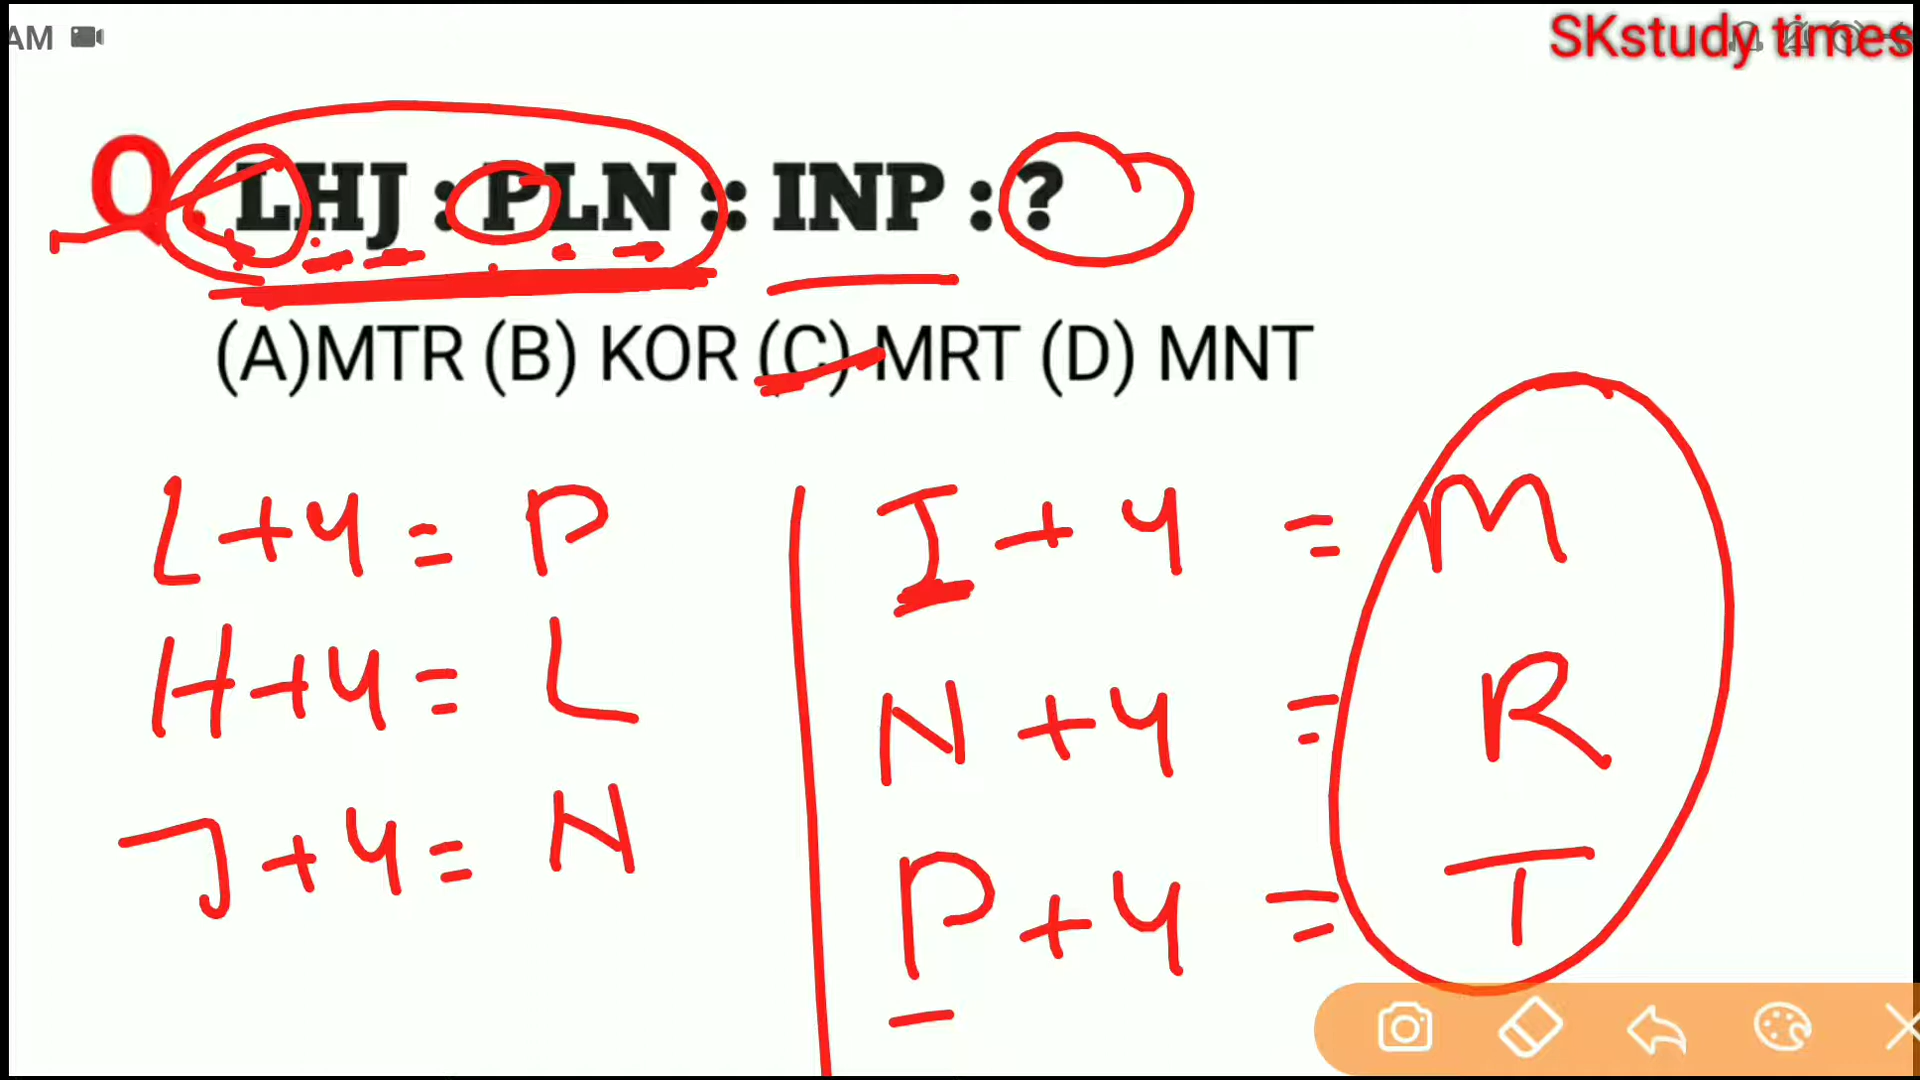 AM
SKstudy times
Q. LHJ : PLN :: INP : ?
(A)MTR (B) KOR (C) MRT (D) MNT
L+4 = P
H+4 = L
J+4 = N
I + 4 = M
N + 4 = R
P + 4 = T